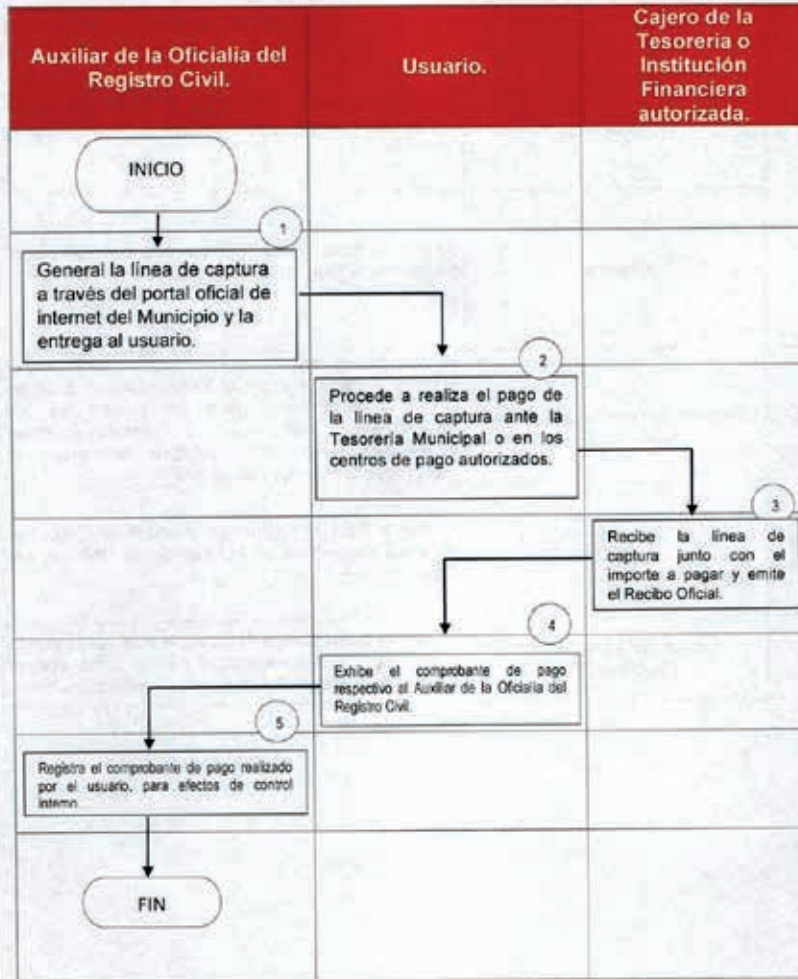 Auxiliar de la Oficialía del
Registro Civil.
Usuario.
Cajero de la
Tesorería o
Institución
Financiera
autorizada.
INICIO
1
General la línea de captura
a través del portal oficial de
internet del Municipio y la
entrega al usuario.
2
Procede a realiza el pago de
la línea de captura ante la
Tesorería Municipal o en los
centros de pago autorizados.
3
Recibe la línea de
captura junto con el
importe a pagar y emite
el Recibo Oficial.
4
Exhibe el comprobante de pago
respectivo al Auxiliar de la Oficialía del
Registro Civil.
5
Registra el comprobante de pago realizado
por el usuario, para efectos de control
interno.
FIN